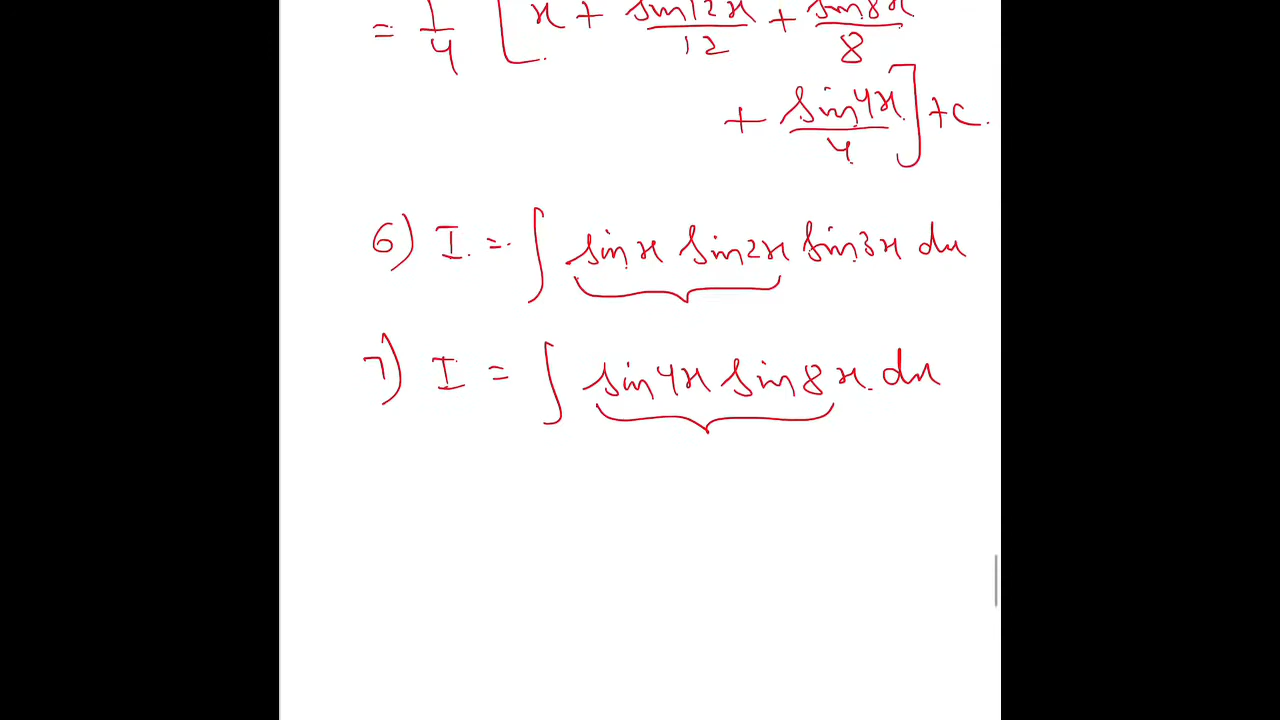 = 1/4 [x + sin12x/12 + sin8x/8
+ sin4x/4] + c.
6) I = ∫ sinx sin2x sin3x dx
7) I = ∫ sin4x sin8x dx